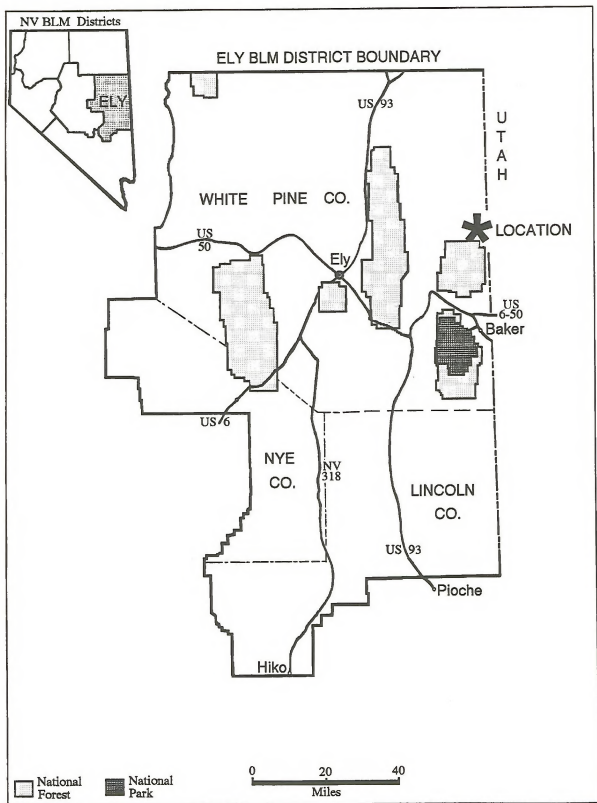 NV BLM Districts
ELY
ELY BLM DISTRICT BOUNDARY
US 93
UTAH
WHITE PINE CO.
LOCATION
US
50
Ely
US
6-50
Baker
US 6
NYE
CO.
NV
318
LINCOLN
CO.
US 93
Pioche
Hiko
National
Forest
National
Park
0 20 40
Miles